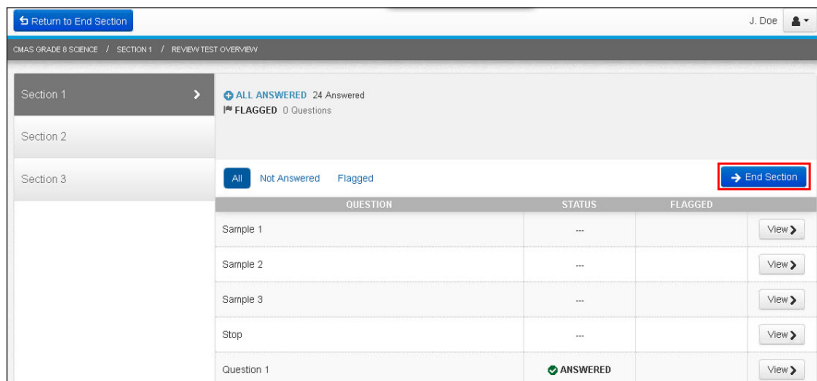 Return to End Section
J. Doe
CMAS GRADE 8 SCIENCE / SECTION 1 / REVIEW TEST OVERVIEW
Section 1
Section 2
Section 3
ALL ANSWERED 24 Answered
FLAGGED 0 Questions
All Not Answered Flagged
End Section
QUESTION STATUS FLAGGED
Sample 1 --- View
Sample 2 --- View
Sample 3 --- View
Stop --- View
Question 1 ANSWERED View